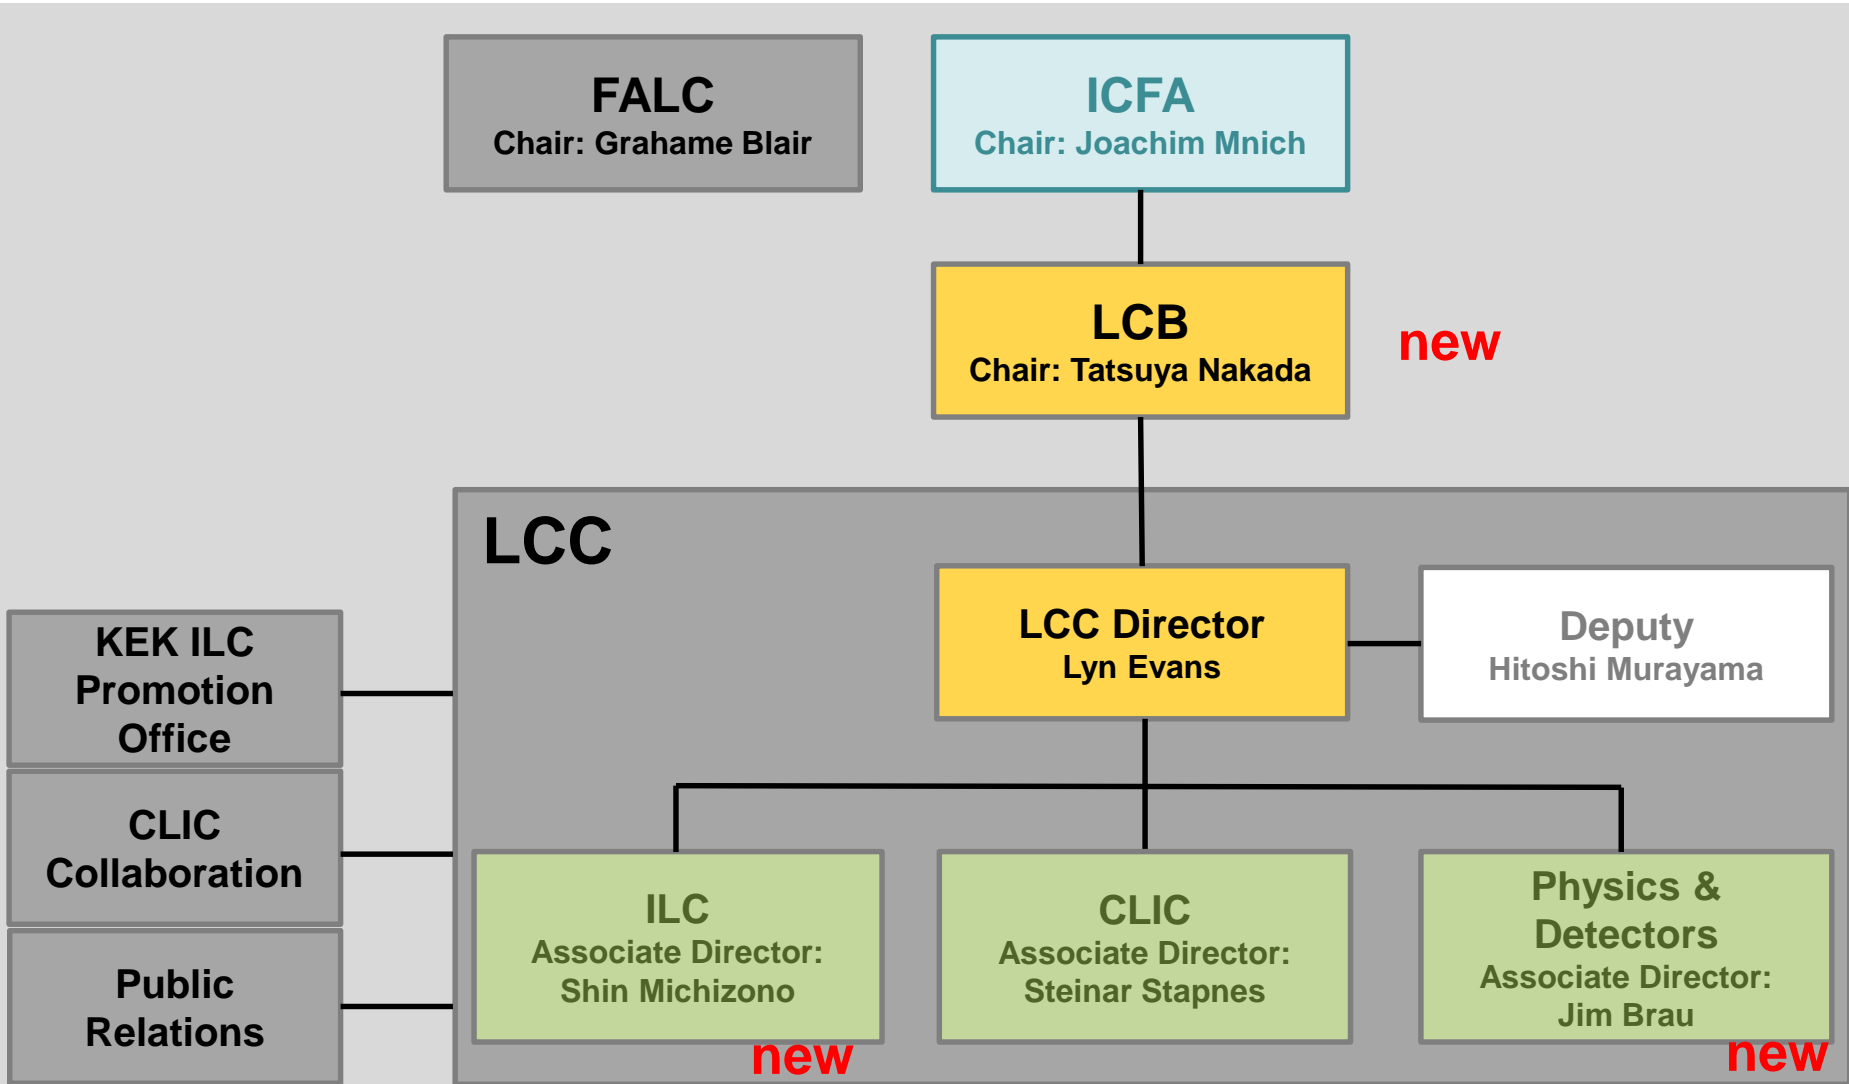 FALC
Chair: Grahame Blair
ICFA
Chair: Joachim Mnich
LCB
Chair: Tatsuya Nakada
new
LCC
LCC Director
Lyn Evans
Deputy
Hitoshi Murayama
KEK ILC
Promotion
Office
CLIC
Collaboration
Public
Relations
ILC
Associate Director:
Shin Michizono
new
CLIC
Associate Director:
Steinar Stapnes
Physics &
Detectors
Associate Director:
Jim Brau
new